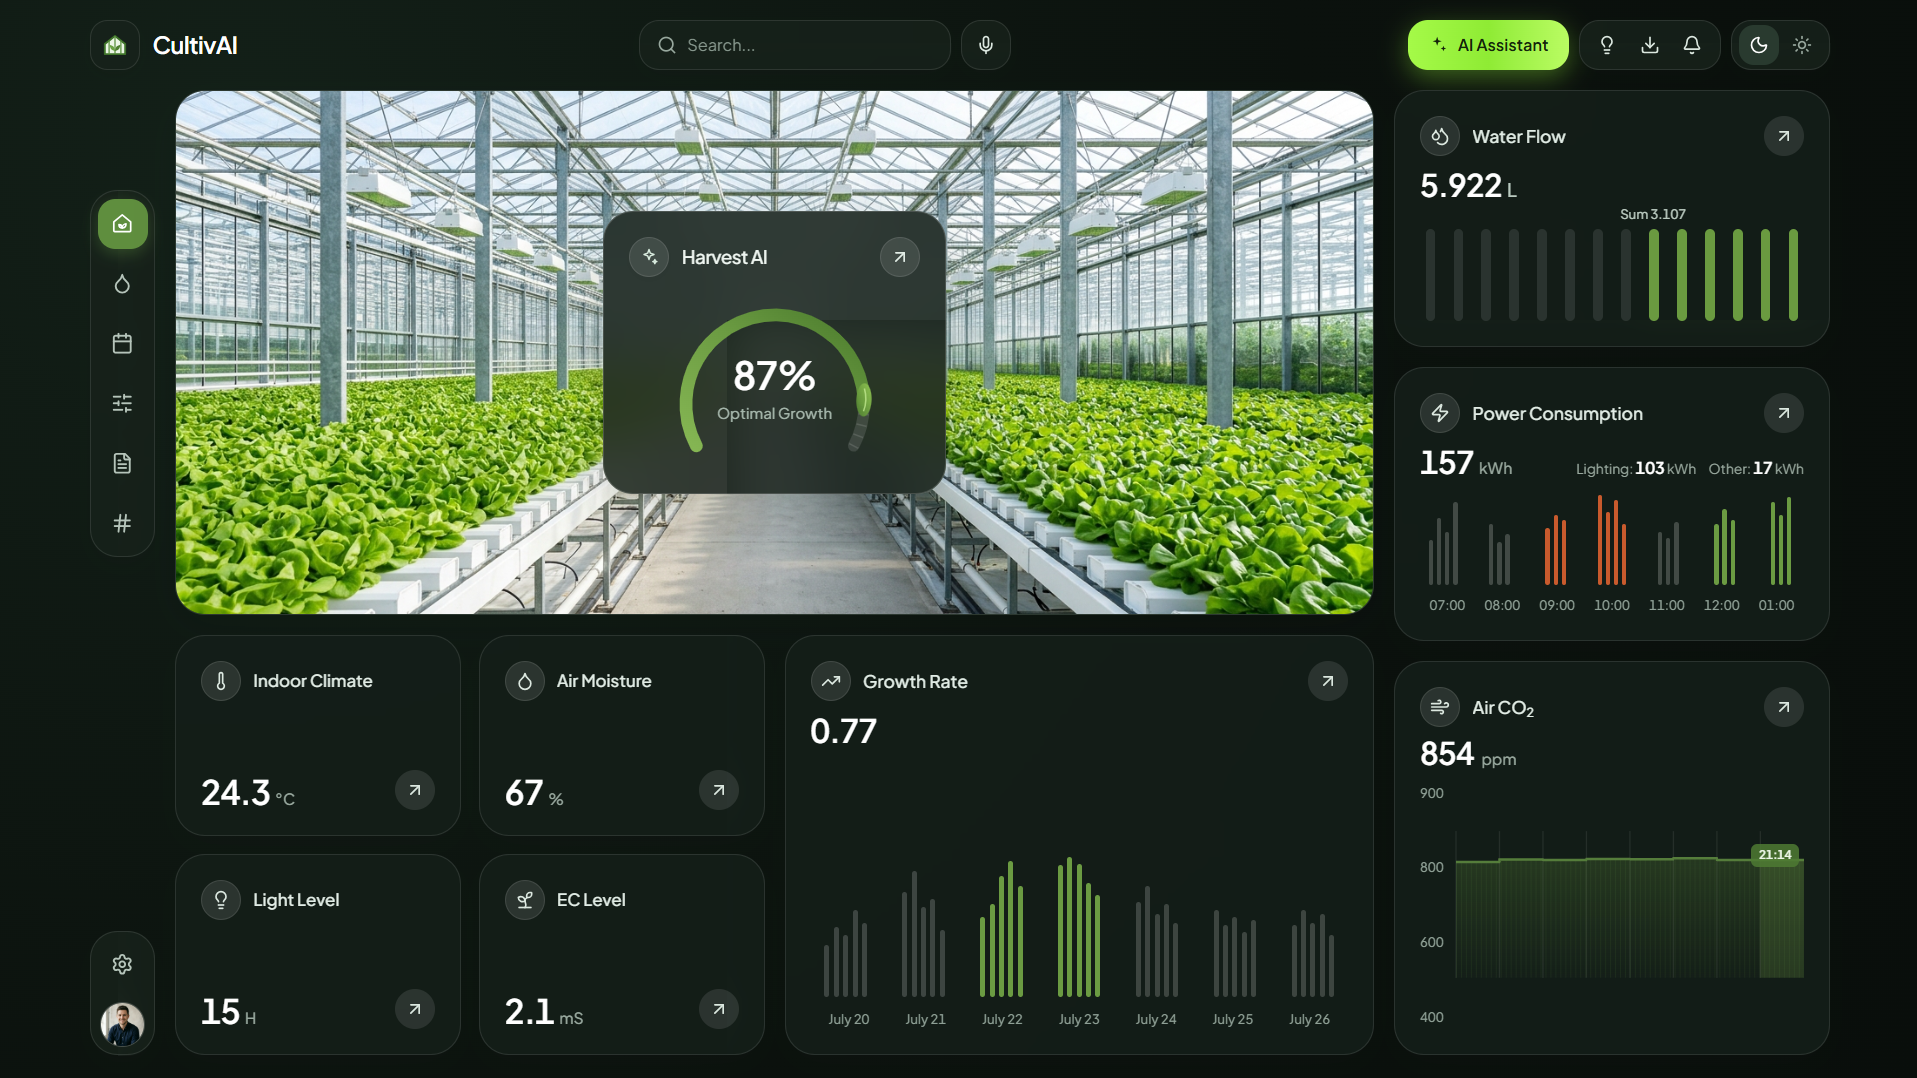 CultivAI
Search...
AI Assistant
Harvest AI
87%
Optimal Growth
Water Flow
5.922 L
Sum 3.107
Power Consumption
157 kWh
Lighting: 103 kWh Other: 17 kWh
07:00 08:00 09:00 10:00 11:00 12:00 01:00
Indoor Climate
24.3 °C
Air Moisture
67 %
Light Level
15 H
EC Level
2.1 mS
Growth Rate
0.77
July 20 July 21 July 22 July 23 July 24 July 25 July 26
Air CO₂
854 ppm
900
800
600
400
21:14